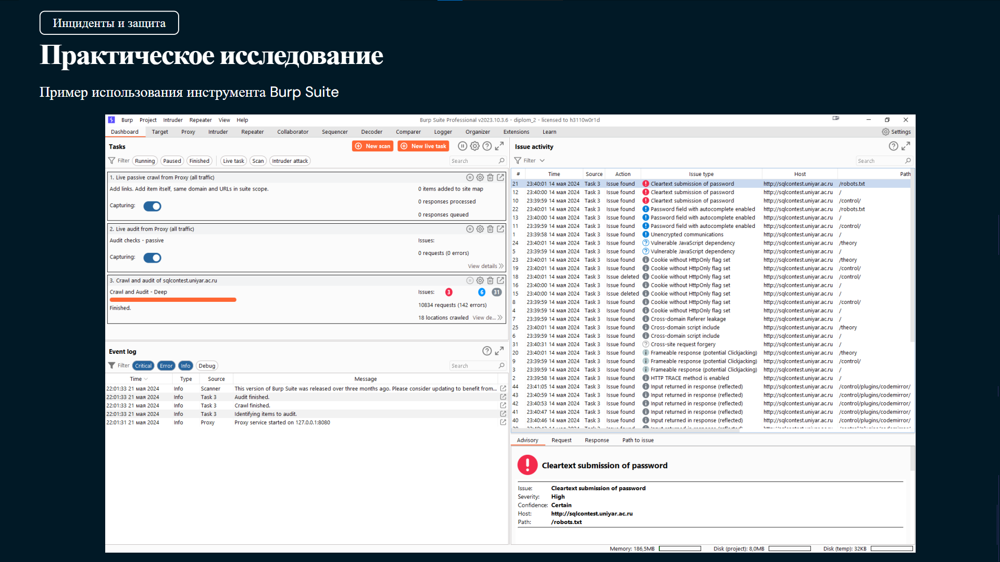 Инциденты и защита
Практическое исследование
Пример использования инструмента Burp Suite
Burp Project Intruder Repeater View Help
Burp Suite Professional v2023.10.3.6 - diplom_2 - licensed to h3110w0r1d
Dashboard Target Proxy Intruder Repeater Collaborator Sequencer Decoder Comparer Logger Organizer Extensions Learn
Settings
Tasks
New scan
New live task
Filter Running Paused Finished Live task Scan Intruder attack
Search
1. Live passive crawl from Proxy (all traffic)
Add links. Add item itself, same domain and URLs in suite scope.
0 items added to site map
0 responses processed
Capturing:
0 responses queued
2. Live audit from Proxy (all traffic)
Audit checks - passive
Issues:
0 requests (0 errors)
Capturing:
View details
3. Crawl and audit of sqlcontest.uniyar.ac.ru
Crawl and Audit - Deep
Issues: 3 6 31
10834 requests (142 errors)
Finished.
18 locations crawled View de...
Event log
Filter Critical Error Info Debug
Search
Time Type Source Message
22:01:33 21 мая 2024 Info Scanner This version of Burp Suite was released over three months ago. Please consider updating to benefit from...
22:01:33 21 мая 2024 Info Task 3 Audit finished.
22:01:33 21 мая 2024 Info Task 3 Crawl finished.
22:01:33 21 мая 2024 Info Task 3 Identifying items to audit.
22:01:31 21 мая 2024 Info Proxy Proxy service started on 127.0.0.1:8080
Issue activity
Filter
Search
# Time Source Action Issue type Host Path
21 23:40:01 14 мая 2024 Task 3 Issue found Cleartext submission of password http://sqlcontest.uniyar.ac.ru /robots.txt
12 23:40:00 14 мая 2024 Task 3 Issue found Cleartext submission of password http://sqlcontest.uniyar.ac.ru /
10 23:39:59 14 мая 2024 Task 3 Issue found Cleartext submission of password http://sqlcontest.uniyar.ac.ru /control/
22 23:40:01 14 мая 2024 Task 3 Issue found Password field with autocomplete enabled http://sqlcontest.uniyar.ac.ru /robots.txt
13 23:40:00 14 мая 2024 Task 3 Issue found Password field with autocomplete enabled http://sqlcontest.uniyar.ac.ru /
11 23:39:59 14 мая 2024 Task 3 Issue found Password field with autocomplete enabled http://sqlcontest.uniyar.ac.ru /control/
1 23:39:58 14 мая 2024 Task 3 Issue found Unencrypted communications http://sqlcontest.uniyar.ac.ru /
24 23:40:01 14 мая 2024 Task 3 Issue found Vulnerable JavaScript dependency http://sqlcontest.uniyar.ac.ru /theory
5 23:39:59 14 мая 2024 Task 3 Issue found Vulnerable JavaScript dependency http://sqlcontest.uniyar.ac.ru /
23 23:40:01 14 мая 2024 Task 3 Issue found Cookie without HttpOnly flag set http://sqlcontest.uniyar.ac.ru /theory
19 23:40:01 14 мая 2024 Task 3 Issue found Cookie without HttpOnly flag set http://sqlcontest.uniyar.ac.ru /control/
18 23:40:01 14 мая 2024 Task 3 Issue deleted Cookie without HttpOnly flag set http://sqlcontest.uniyar.ac.ru /control/
16 23:40:00 14 мая 2024 Task 3 Issue found Cookie without HttpOnly flag set http://sqlcontest.uniyar.ac.ru /
15 23:40:00 14 мая 2024 Task 3 Issue deleted Cookie without HttpOnly flag set http://sqlcontest.uniyar.ac.ru /
8 23:39:59 14 мая 2024 Task 3 Issue found Cookie without HttpOnly flag set http://sqlcontest.uniyar.ac.ru /control/
4 23:39:59 14 мая 2024 Task 3 Issue found Cookie without HttpOnly flag set http://sqlcontest.uniyar.ac.ru /
7 23:39:59 14 мая 2024 Task 3 Issue found Cross-domain Referer leakage http://sqlcontest.uniyar.ac.ru /
25 23:40:01 14 мая 2024 Task 3 Issue found Cross-domain script include http://sqlcontest.uniyar.ac.ru /theory
6 23:39:59 14 мая 2024 Task 3 Issue found Cross-domain script include http://sqlcontest.uniyar.ac.ru /
31 23:40:31 14 мая 2024 Task 3 Issue found Cross-site request forgery http://sqlcontest.uniyar.ac.ru /
20 23:40:01 14 мая 2024 Task 3 Issue found Frameable response (potential Clickjacking) http://sqlcontest.uniyar.ac.ru /theory
9 23:39:59 14 мая 2024 Task 3 Issue found Frameable response (potential Clickjacking) http://sqlcontest.uniyar.ac.ru /control/
3 23:39:59 14 мая 2024 Task 3 Issue found Frameable response (potential Clickjacking) http://sqlcontest.uniyar.ac.ru /
2 23:39:58 14 мая 2024 Task 3 Issue found HTTP TRACE method is enabled http://sqlcontest.uniyar.ac.ru /
44 23:41:05 14 мая 2024 Task 3 Issue found Input returned in response (reflected) http://sqlcontest.uniyar.ac.ru /control/plugins/codemirror/
43 23:40:59 14 мая 2024 Task 3 Issue found Input returned in response (reflected) http://sqlcontest.uniyar.ac.ru /control/plugins/codemirror/
42 23:40:53 14 мая 2024 Task 3 Issue found Input returned in response (reflected) http://sqlcontest.uniyar.ac.ru /control/plugins/codemirror/
41 23:40:47 14 мая 2024 Task 3 Issue found Input returned in response (reflected) http://sqlcontest.uniyar.ac.ru /control/plugins/codemirror/
40 23:40:46 14 мая 2024 Task 3 Issue found Input returned in response (reflected) http://sqlcontest.uniyar.ac.ru /control/plugins/codemirror/
Advisory Request Response Path to issue
Cleartext submission of password
Issue: Cleartext submission of password
Severity: High
Confidence: Certain
Host: http://sqlcontest.uniyar.ac.ru
Path: /robots.txt
Memory: 186,5MB Disk (project): 8,0MB Disk (temp): 32KB